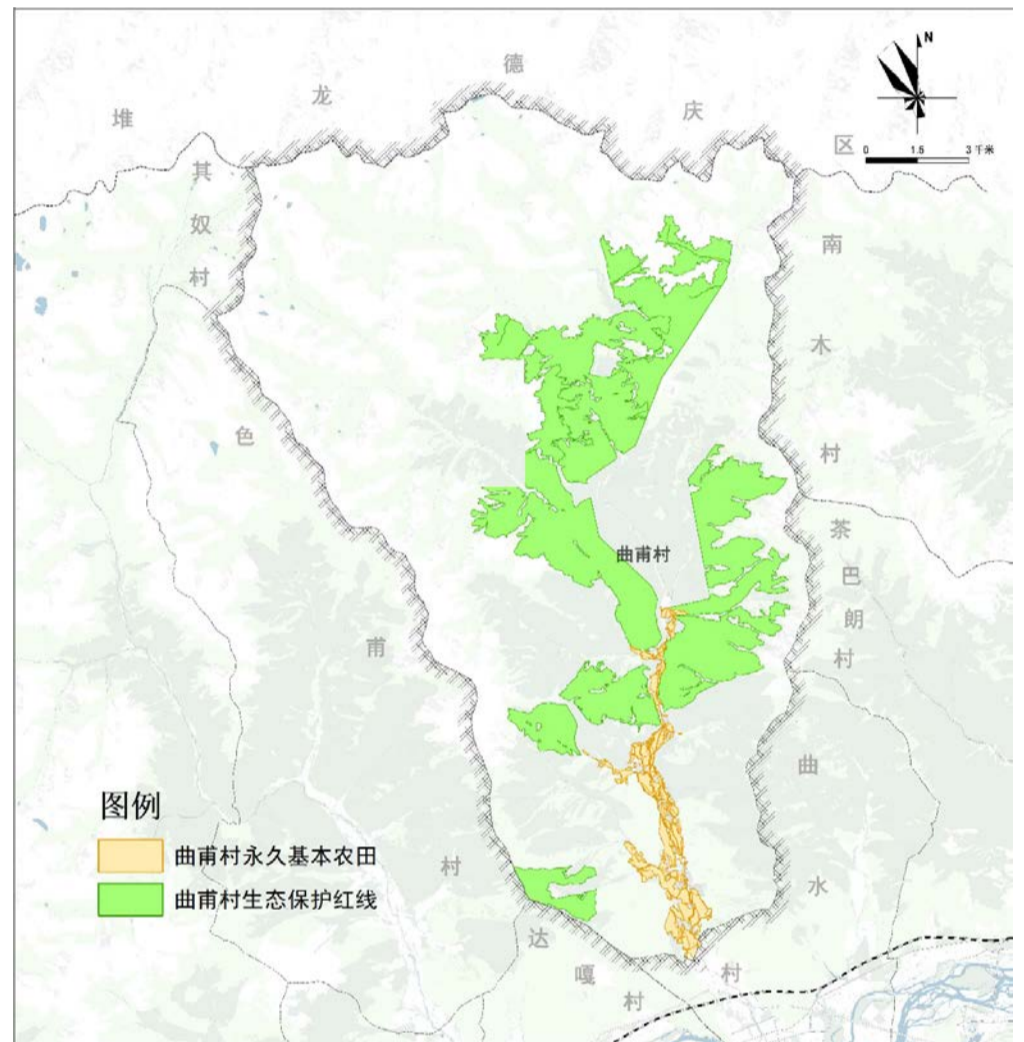 堆龙德庆区
N
0 1.5 3 千米
其奴村
南木村
色甫村
茶巴朗村
曲甫村
曲水村
达嘎村
图例
曲甫村永久基本农田
曲甫村生态保护红线